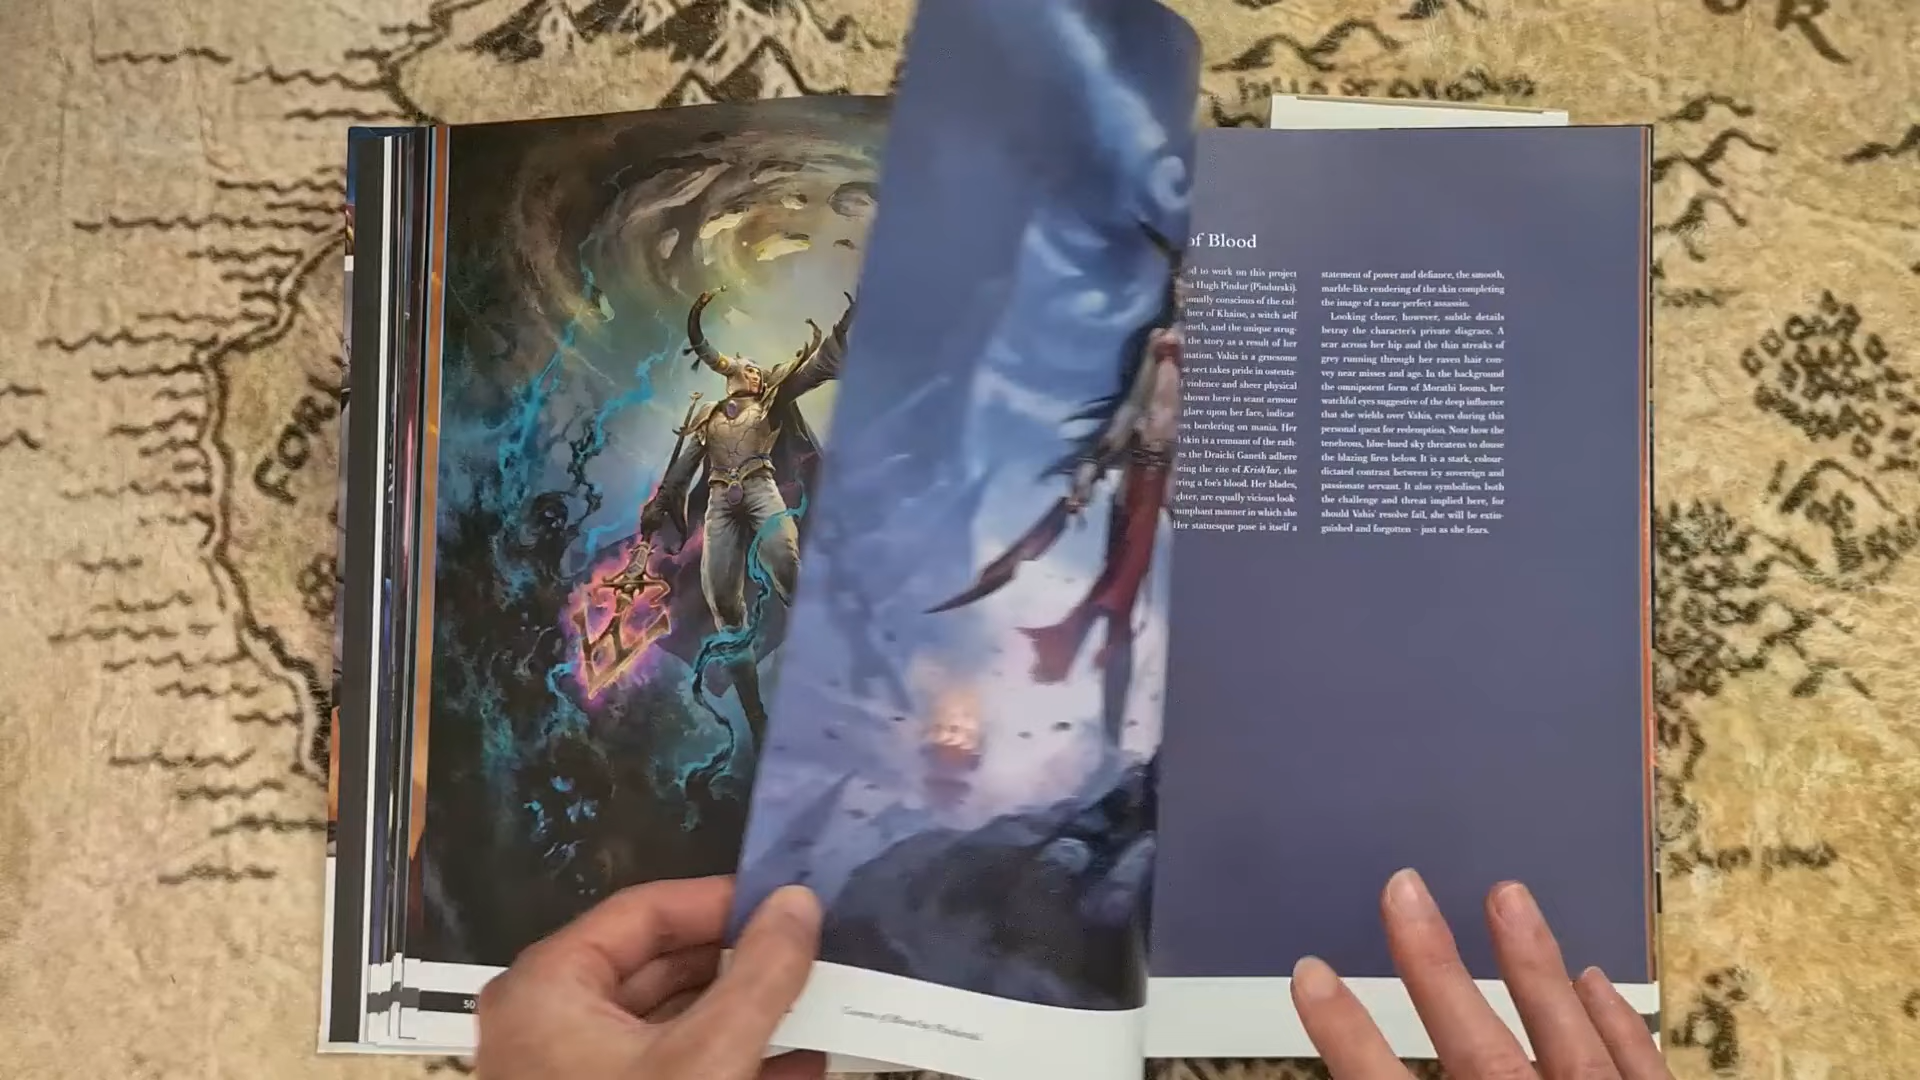 of Blood
ed to work on this project
Hugh Pindur (Pindurski).
onally conscious of the cul-
hter of Khaine, a witch aelf
neth, and the unique strug-
the story as a result of her
nation. Vahis is a gruesome
se sect takes pride in ostenta-
violence and sheer physical
shown here in scant armour
glare upon her face, indicat-
ss bordering on mania. Her
skin is a remnant of the rath-
es the Draichi Ganeth adhere
cing the rite of Krish'lar, the
ring a foe's blood. Her blades,
ghter, are equally vicious look-
umphant manner in which she
Her statuesque pose is itself a
statement of power and defiance, the smooth,
marble-like rendering of the skin completing
the image of a near-perfect assassin.
Looking closer, however, subtle details
betray the character's private disgrace. A
scar across her hip and the thin streaks of
grey running through her raven hair con-
vey near misses and age. In the background
the omnipotent form of Morathi looms, her
watchful eyes suggestive of the deep influence
that she wields over Vahis, even during this
personal quest for redemption. Note how the
tenebrous, blue-hued sky threatens to douse
the blazing fires below. It is a stark, colour-
dictated contrast between icy sovereign and
passionate servant. It also symbolises both
the challenge and threat implied here, for
should Vahis' resolve fail, she will be extin-
guished and forgotten – just as she fears.
50